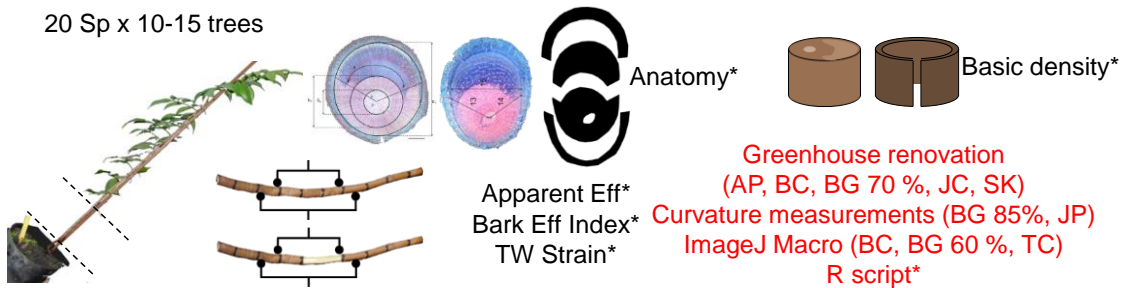 20 Sp x 10-15 trees
Anatomy*
Basic density*
Apparent Eff*
Bark Eff Index*
TW Strain*
Greenhouse renovation
(AP, BC, BG 70 %, JC, SK)
Curvature measurements (BG 85%, JP)
ImageJ Macro (BC, BG 60 %, TC)
R script*